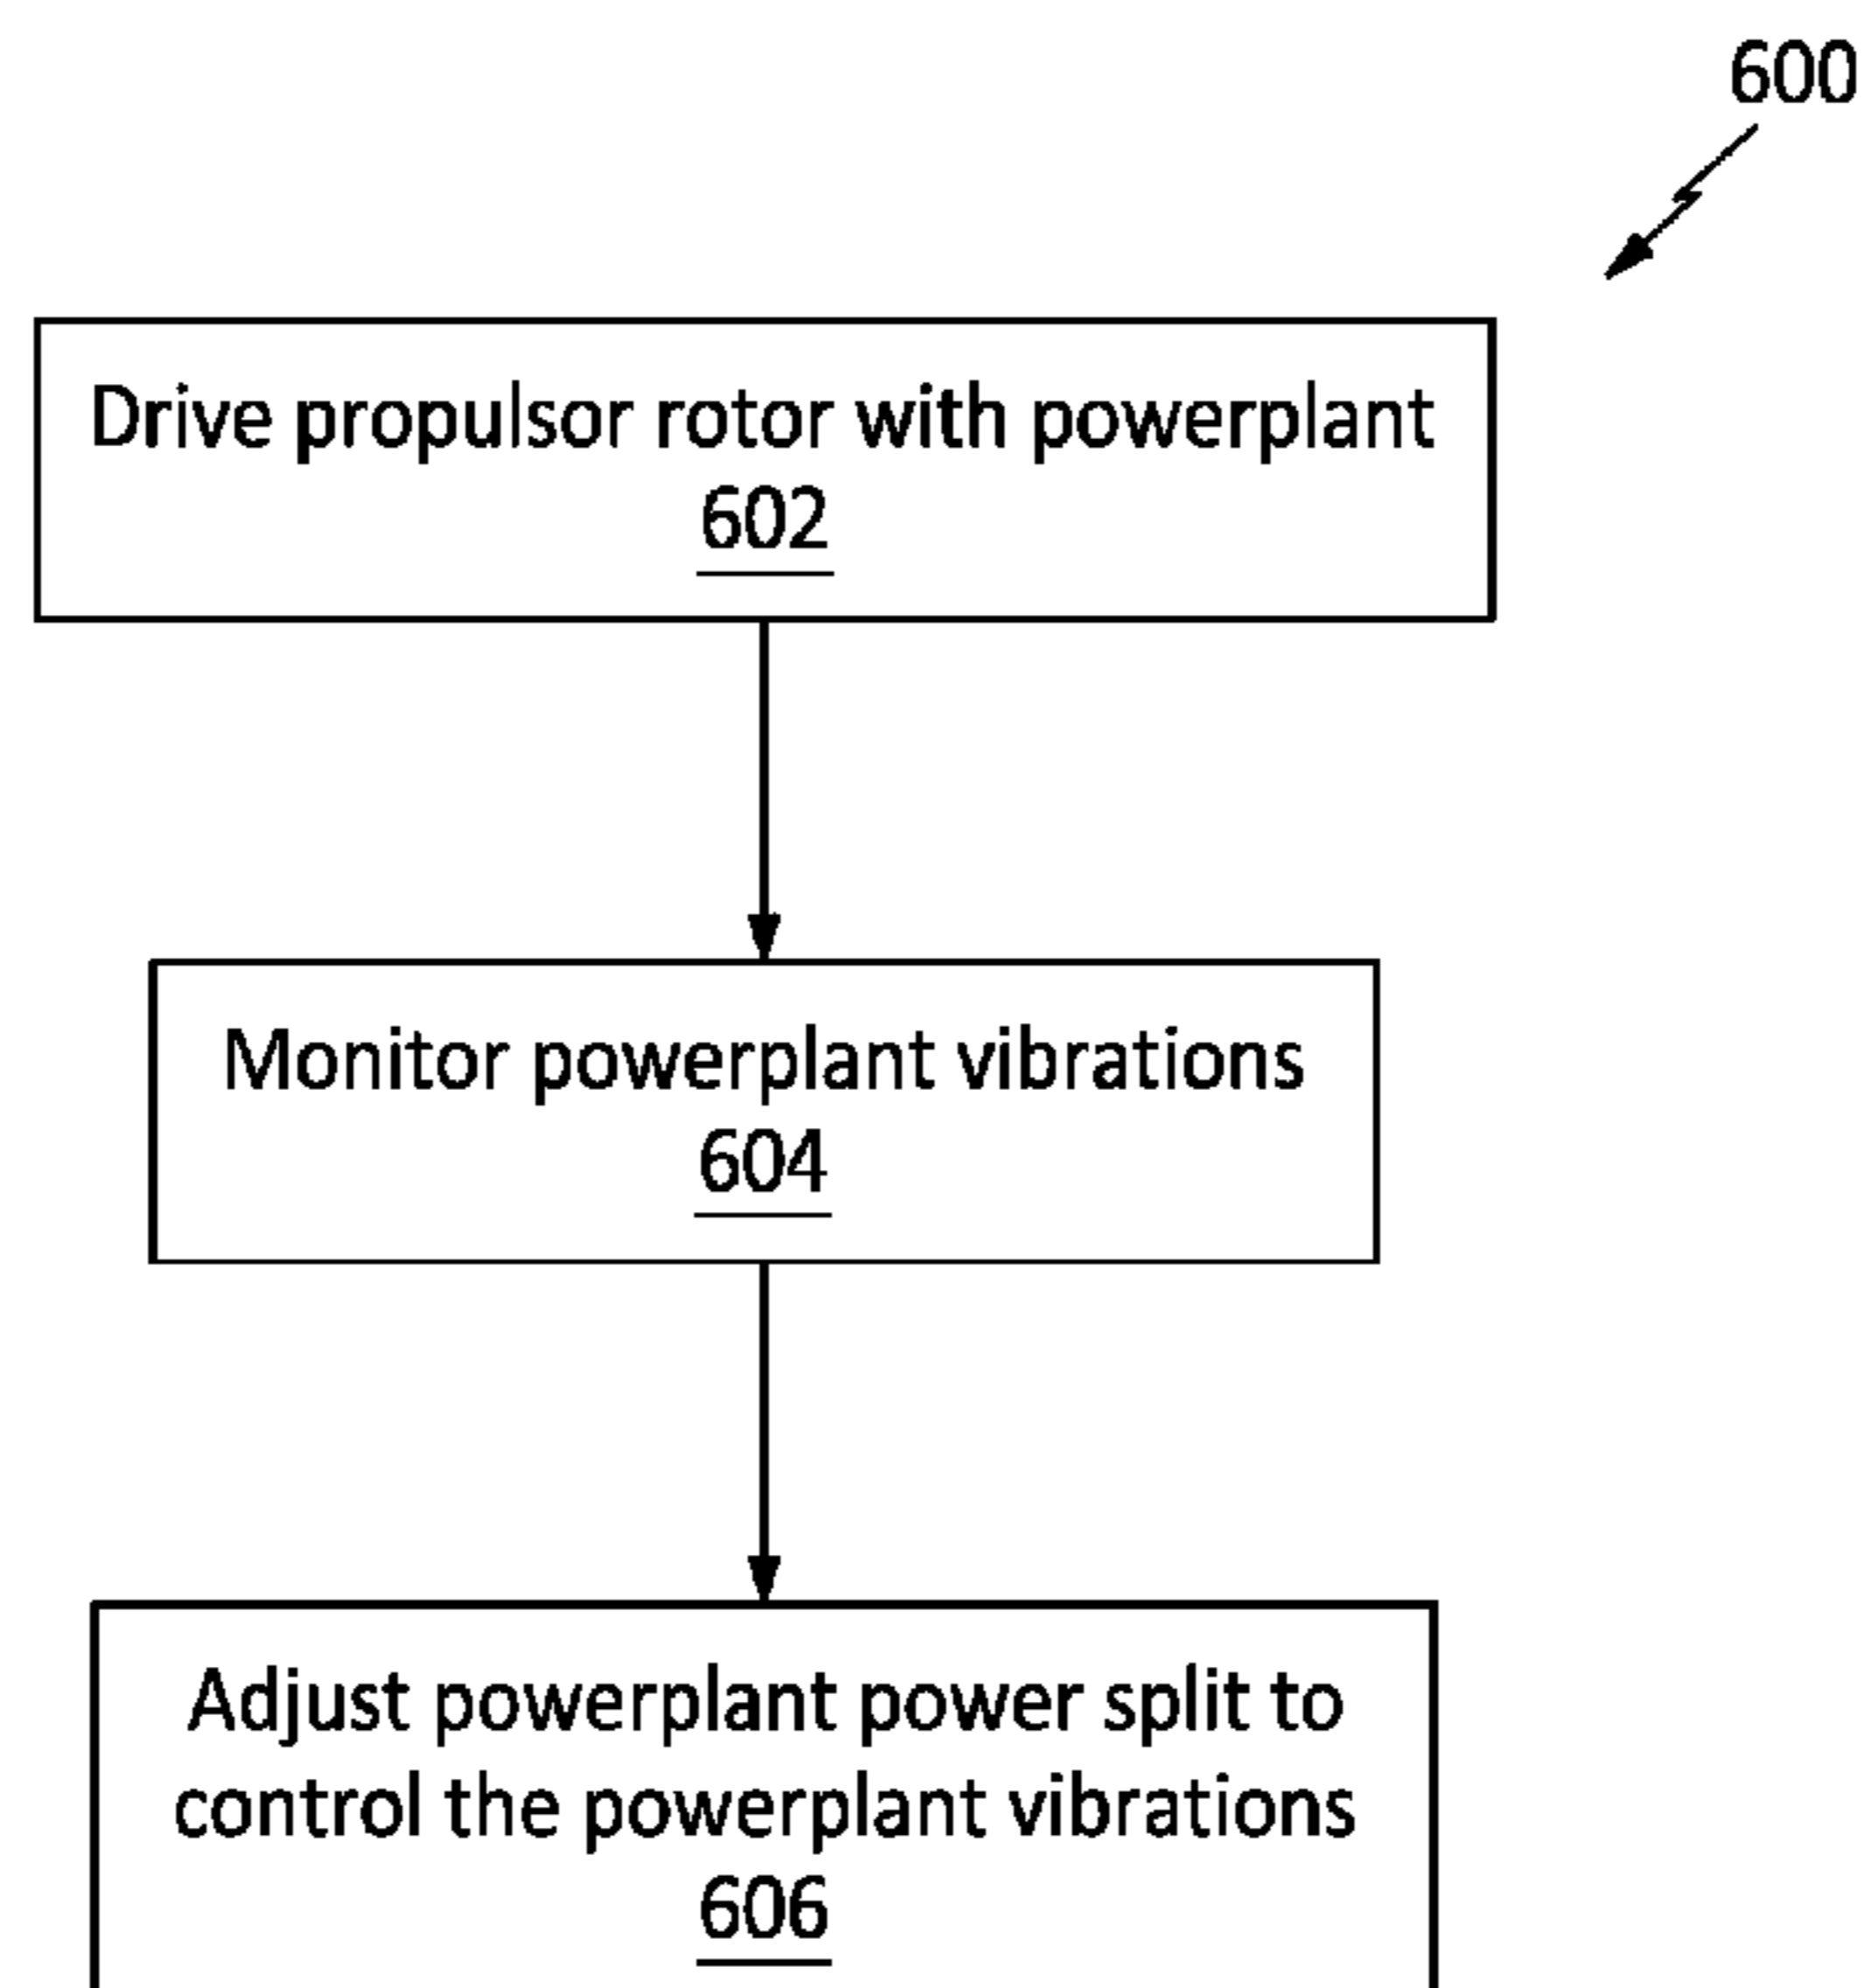 600
Drive propulsor rotor with powerplant
602
Monitor powerplant vibrations
604
Adjust powerplant power split to
control the powerplant vibrations
606